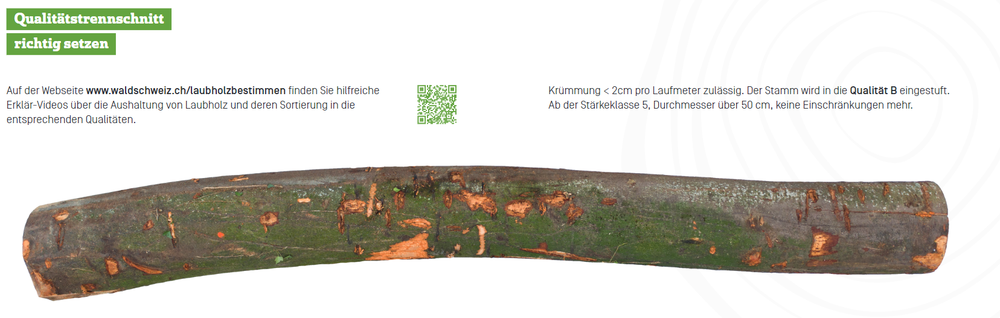 Qualitätstrennschnitt
richtig setzen
Auf der Webseite www.waldschweiz.ch/laubholzbestimmen finden Sie hilfreiche
Erklär-Videos über die Aushaltung von Laubholz und deren Sortierung in die
entsprechenden Qualitäten.
Krümmung < 2cm pro Laufmeter zulässig. Der Stamm wird in die Qualität B eingestuft.
Ab der Stärkeklasse 5, Durchmesser über 50 cm, keine Einschränkungen mehr.